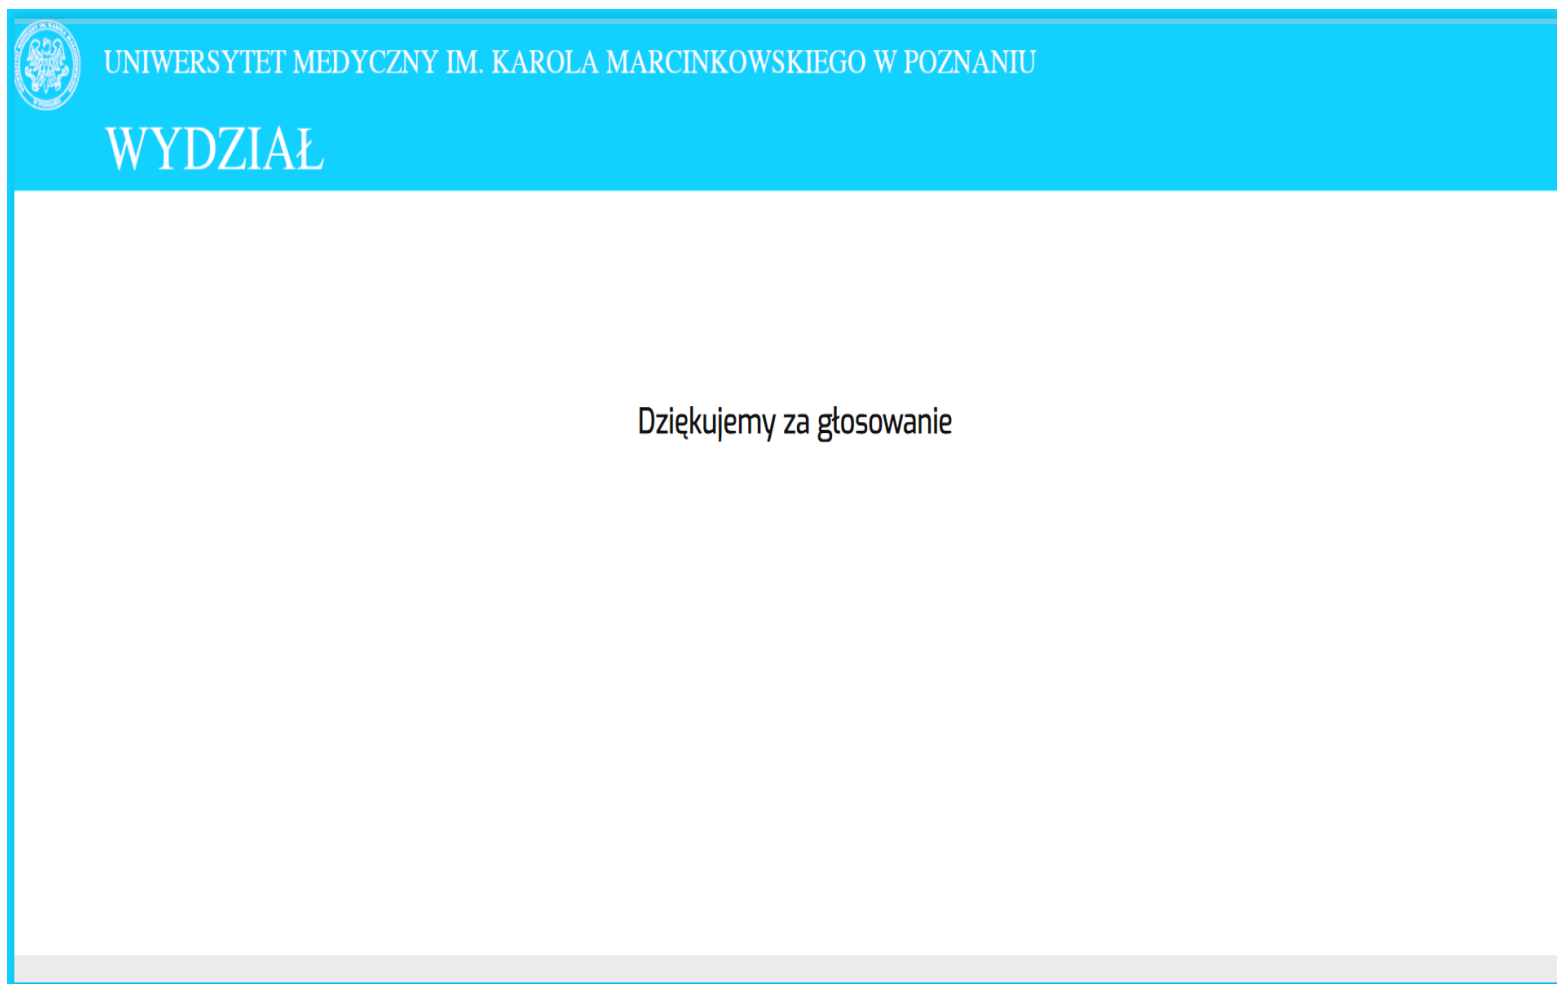 UNIWERSYTET MEDYCZNY IM. KAROLA MARCINKOWSKIEGO W POZNANIU
WYDZIAŁ
Dziękujemy za głosowanie